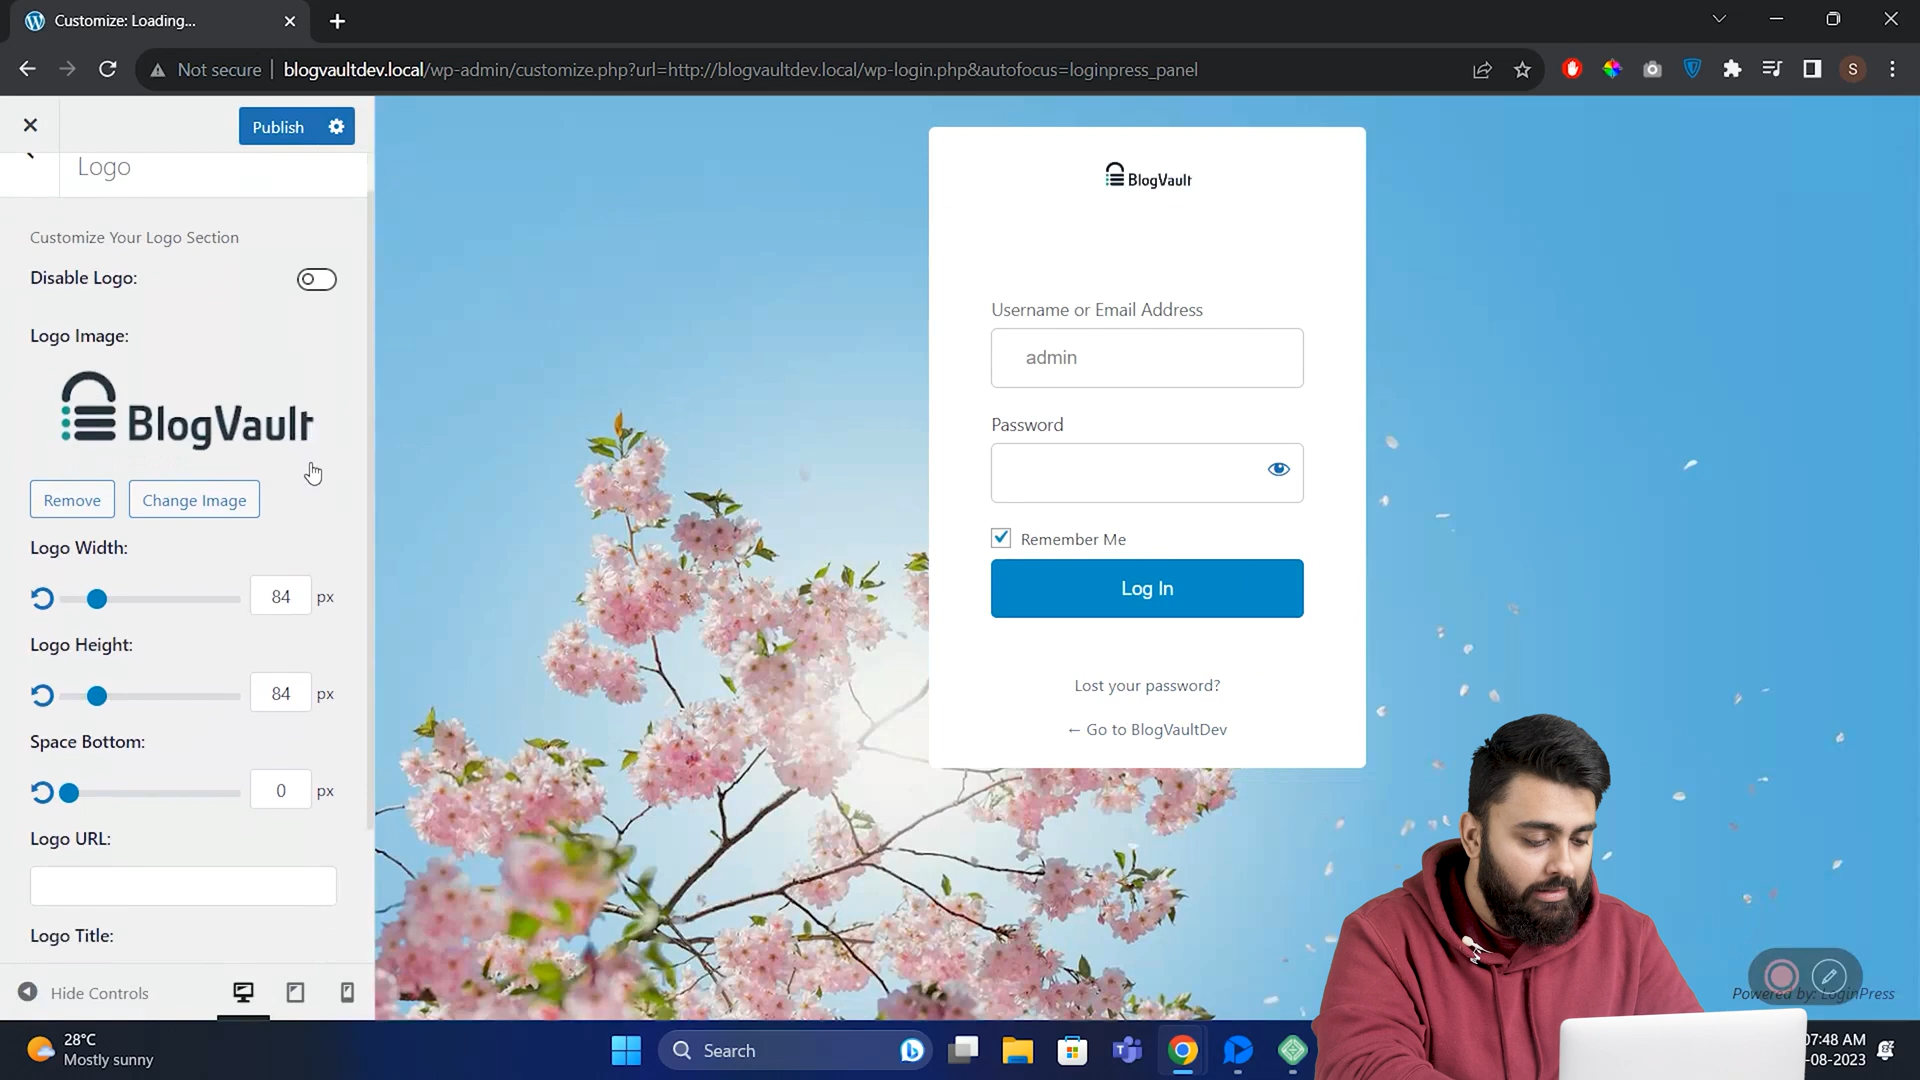 Customize: Loading...
Not secure
blogvaultdev.local/wp-admin/customize.php?url=http://blogvaultdev.local/wp-login.php&autofocus=loginpress_panel
S
Publish
Logo
Customize Your Logo Section
Disable Logo:
Logo Image:
BlogVault
Remove
Change Image
Logo Width:
84 px
Logo Height:
84 px
Space Bottom:
0 px
Logo URL:
Logo Title:
Hide Controls
BlogVault
Username or Email Address
admin
Password
Remember Me
Log In
Lost your password?
← Go to BlogVaultDev
Powered by: LoginPress
28°C
Mostly sunny
Search
07:48 AM
-08-2023